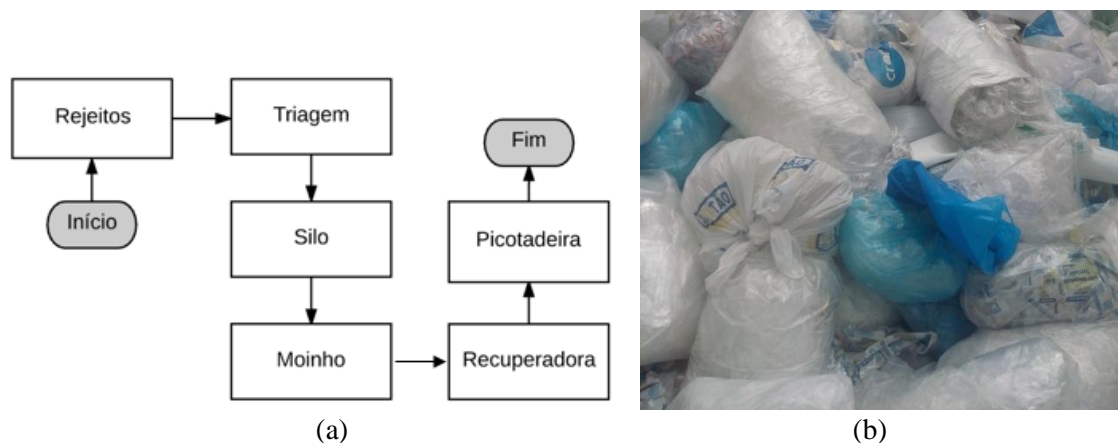 Rejeitos
Triagem
Fim
Início
Silo
Picotadeira
Moinho
Recuperadora
(a)
(b)